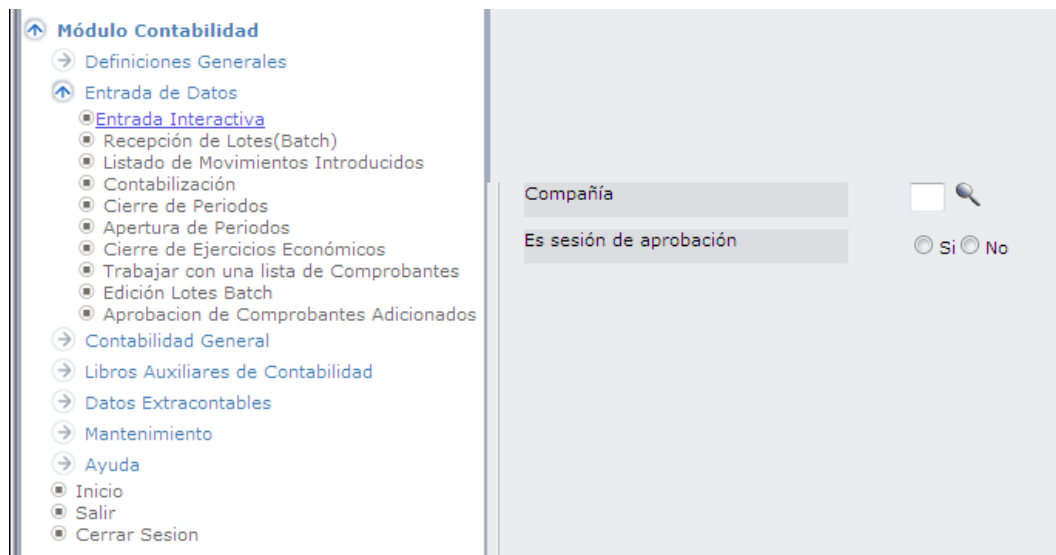 Módulo Contabilidad
Definiciones Generales
Entrada de Datos
Entrada Interactiva
Recepción de Lotes(Batch)
Listado de Movimientos Introducidos
Contabilización
Cierre de Periodos
Apertura de Periodos
Cierre de Ejercicios Económicos
Trabajar con una lista de Comprobantes
Edición Lotes Batch
Aprobacion de Comprobantes Adicionados
Contabilidad General
Libros Auxiliares de Contabilidad
Datos Extracontables
Mantenimiento
Ayuda
Inicio
Salir
Cerrar Sesion
Compañía
Es sesión de aprobación
Si No